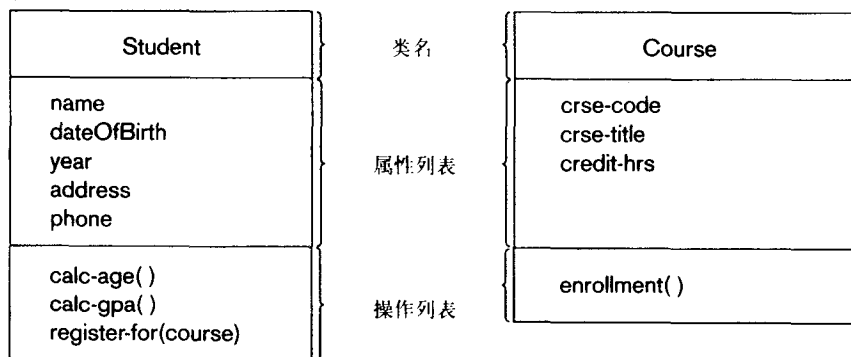 Student
类名
Course
name
dateOfBirth
year
address
phone
属性列表
crse-code
crse-title
credit-hrs
calc-age( )
calc-gpa( )
register-for(course)
操作列表
enrollment( )